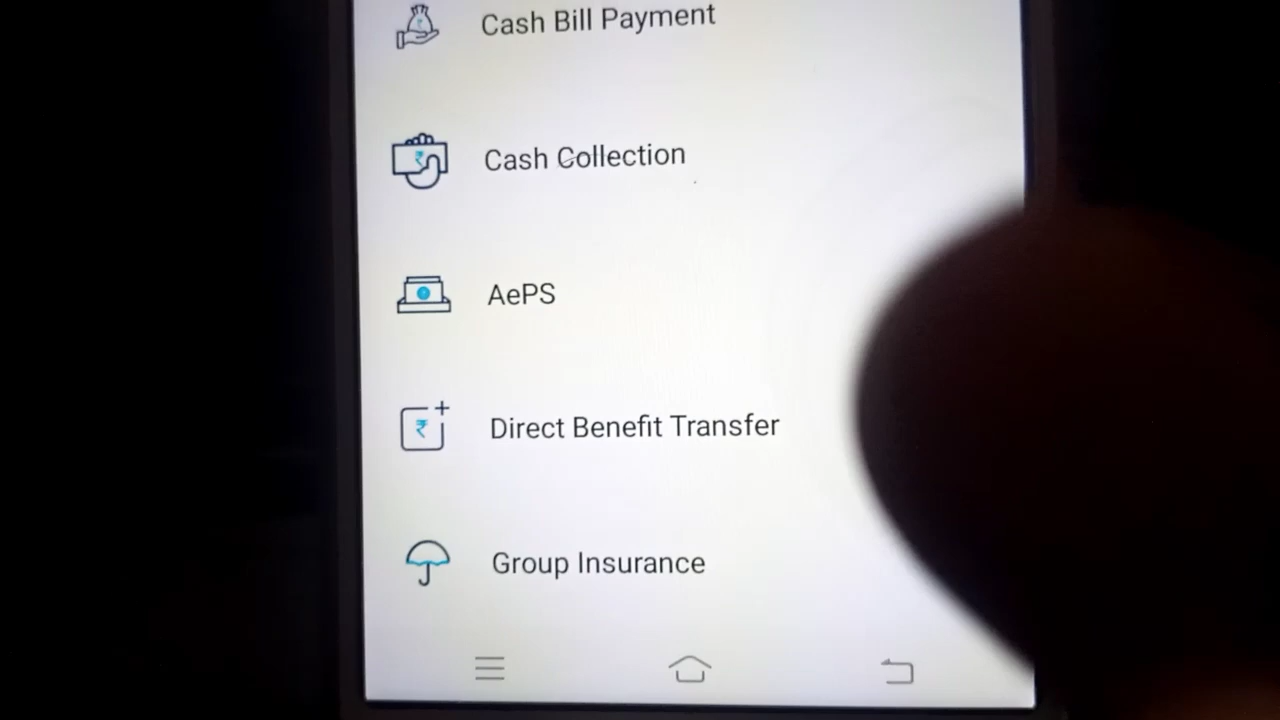 Cash Bill Payment
Cash Collection
AePS
Direct Benefit Transfer
Group Insurance